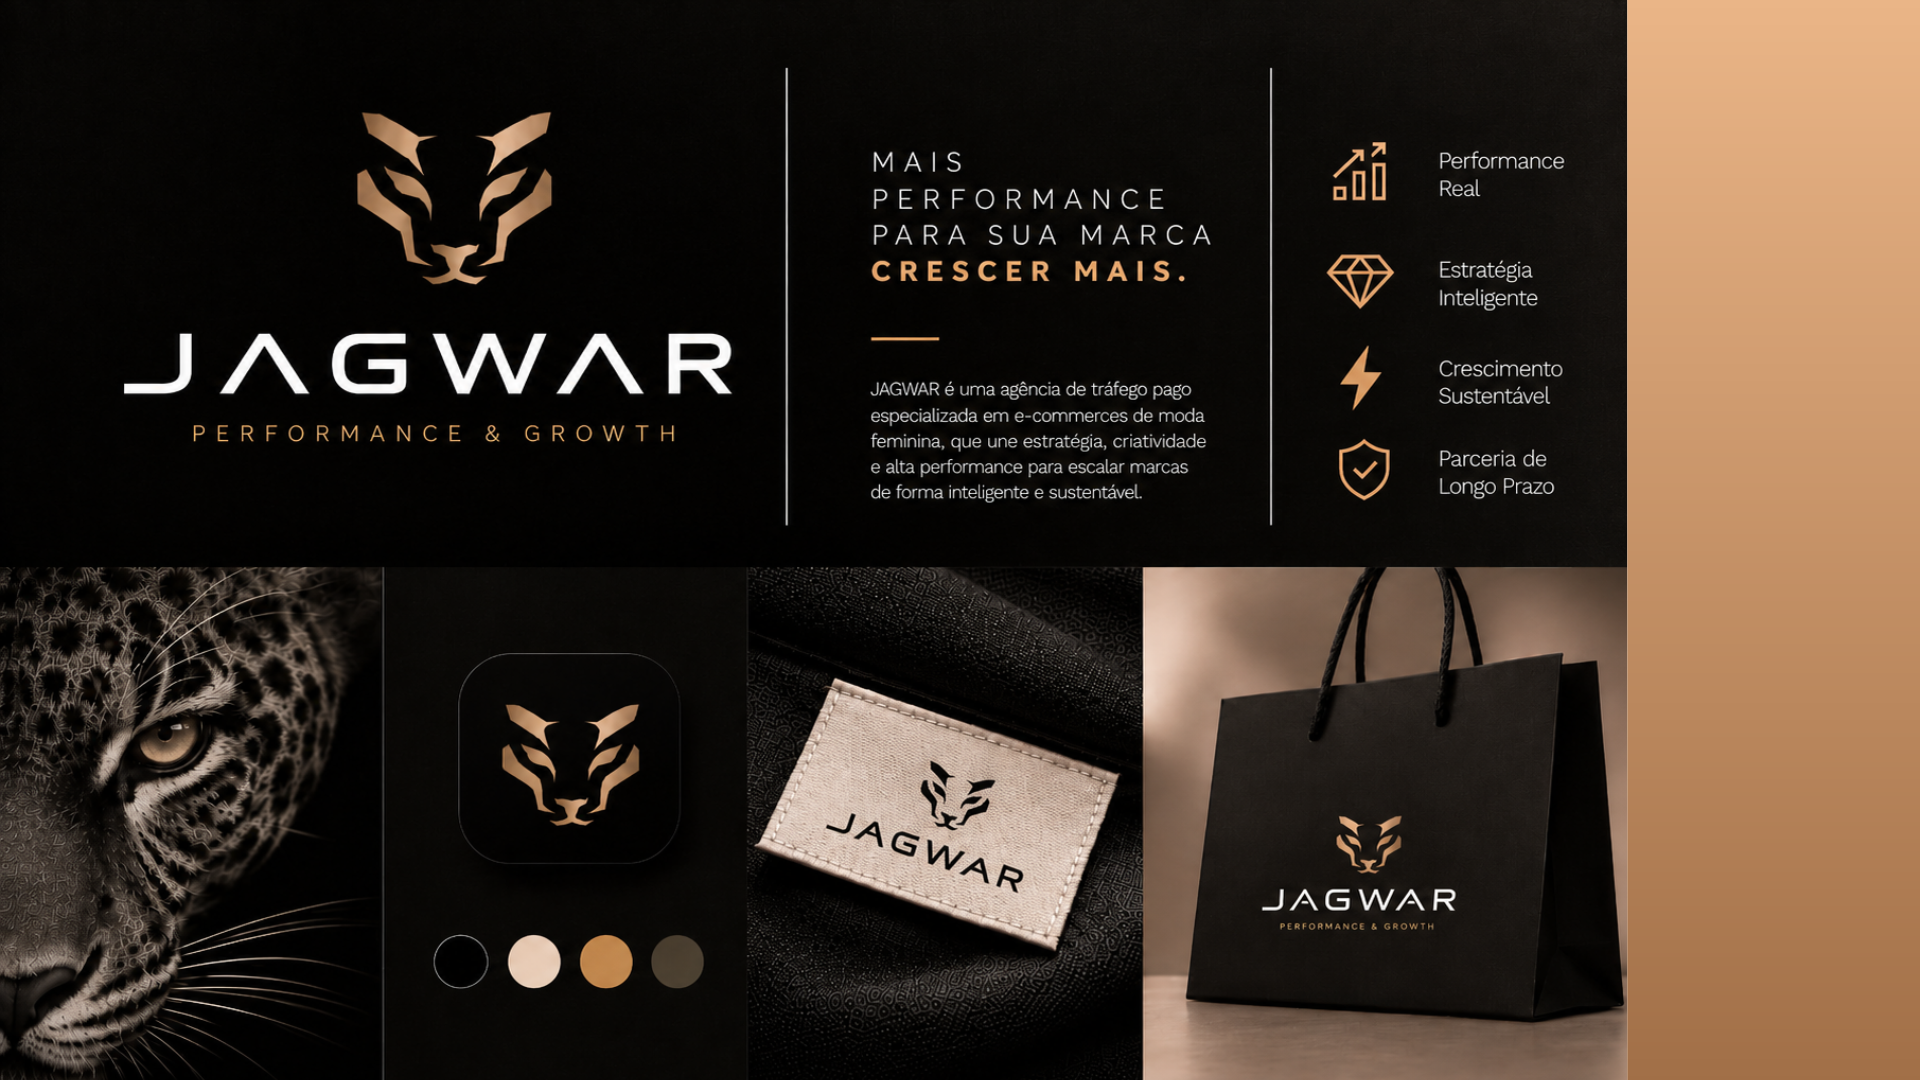 JAGWAR
PERFORMANCE & GROWTH
MAIS
PERFORMANCE
PARA SUA MARCA
CRESCER MAIS.
JAGWAR é uma agência de tráfego pago
especializada em e-commerces de moda
feminina, que une estratégia, criatividade
e alta performance para escalar marcas
de forma inteligente e sustentável.
Performance
Real
Estratégia
Inteligente
Crescimento
Sustentável
Parceria de
Longo Prazo
JAGWAR
JAGWAR
PERFORMANCE & GROWTH